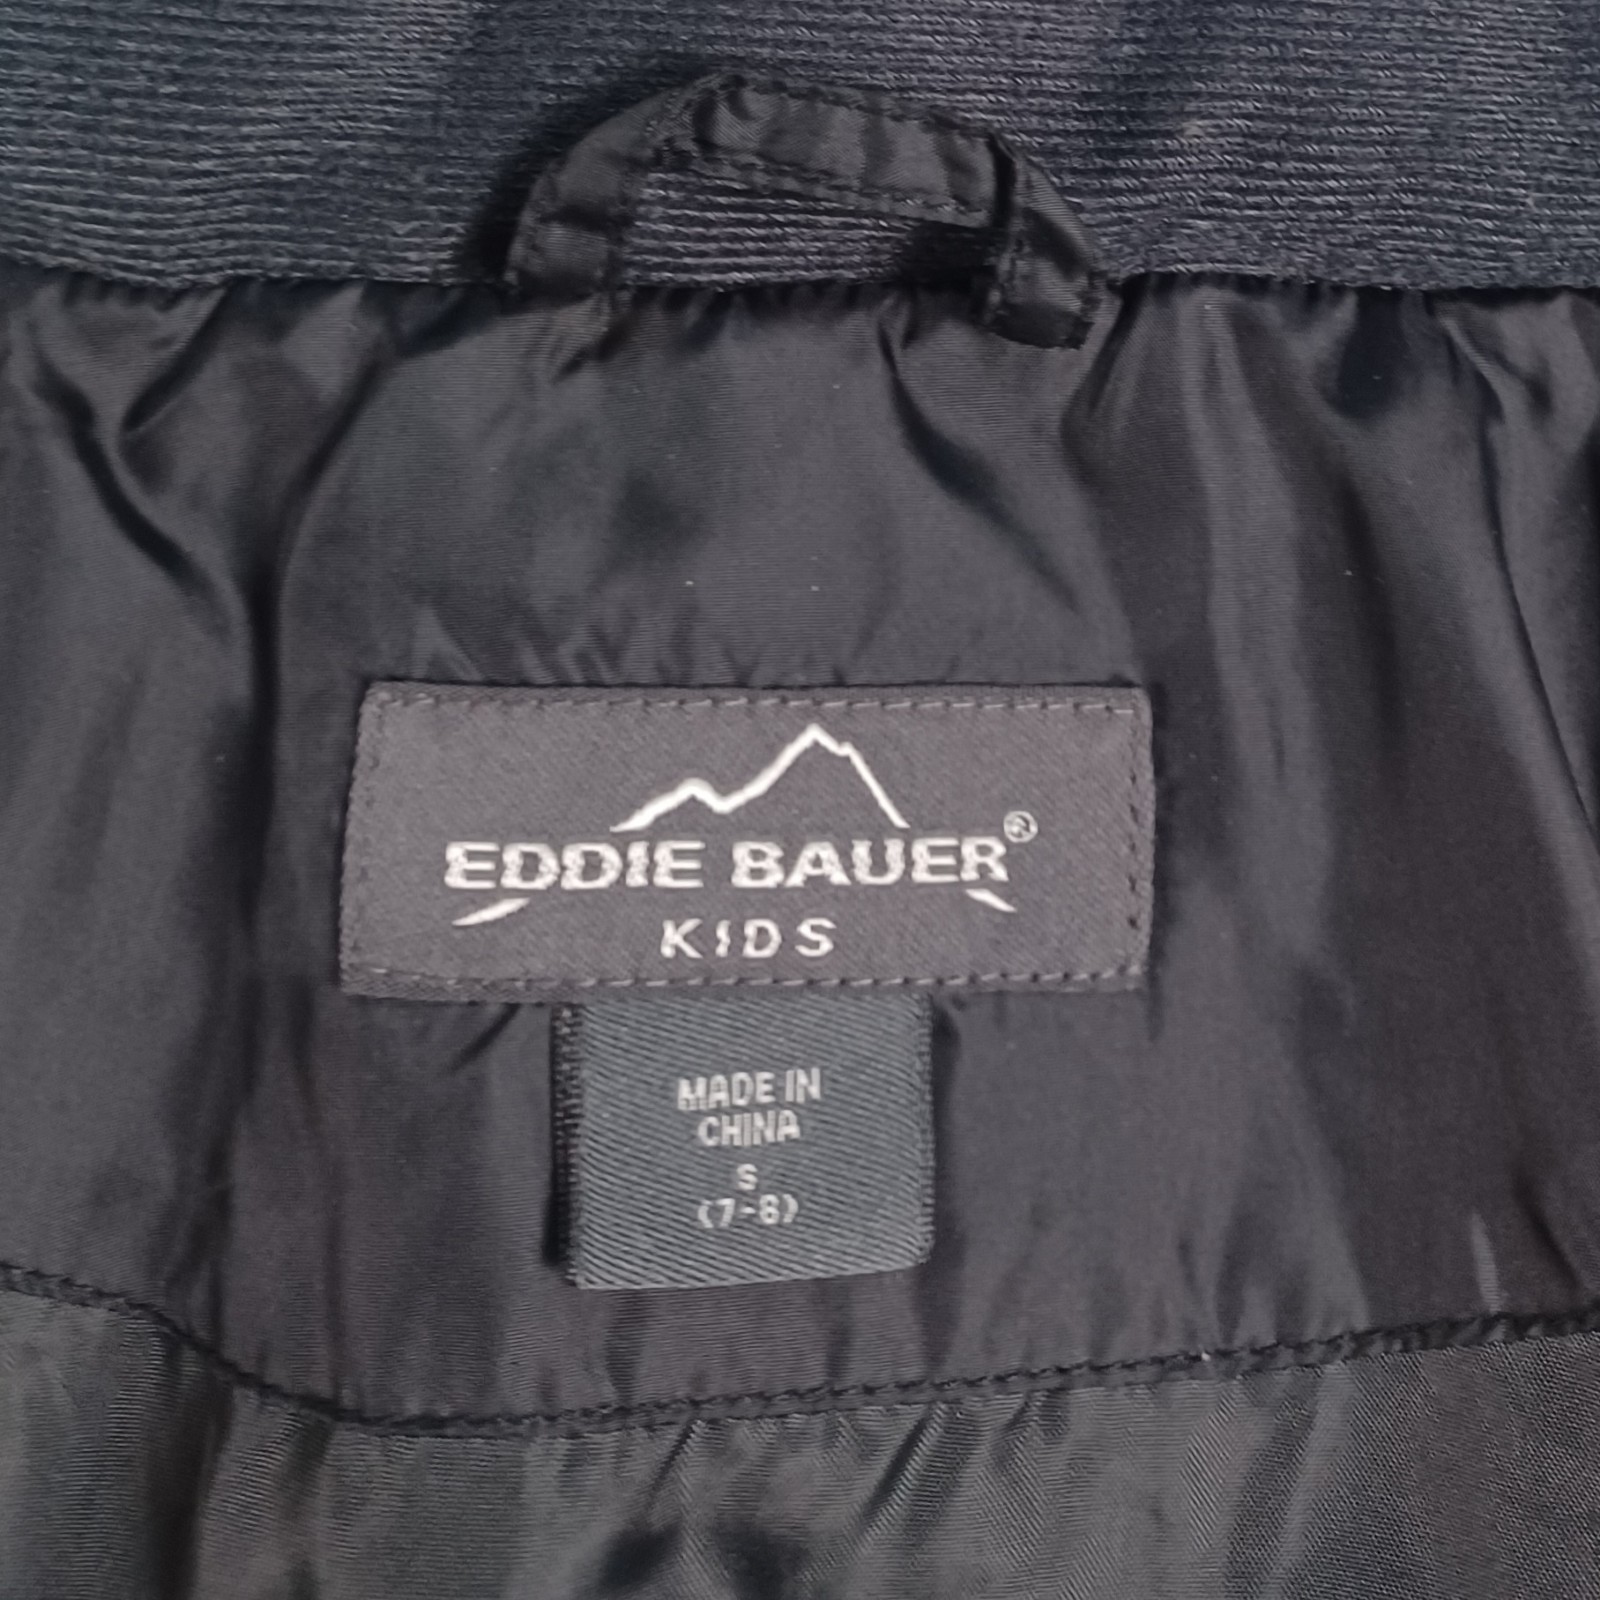 EDDIE BAUER®
KIDS
MADE IN
CHINA
S
(7-8)